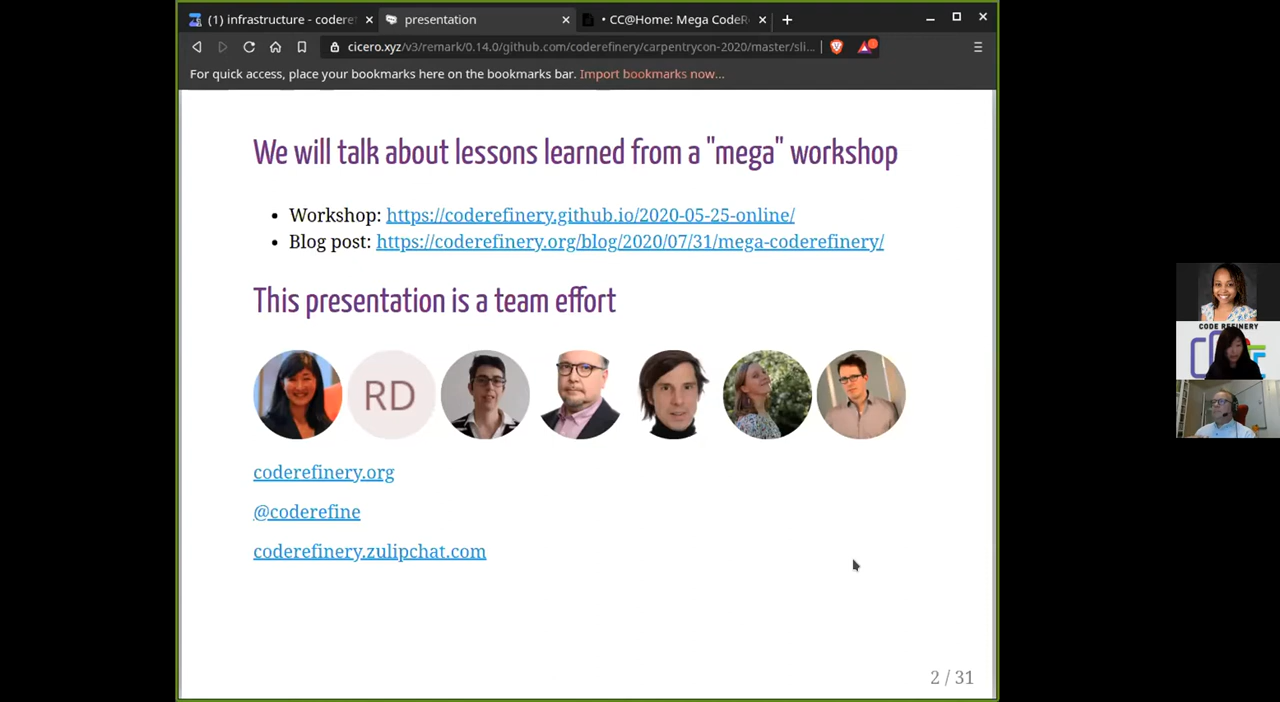 (1) infrastructure - coderef
presentation
• CC@Home: Mega CodeR
cicero.xyz/v3/remark/0.14.0/github.com/coderefinery/carpentrycon-2020/master/sli...
For quick access, place your bookmarks here on the bookmarks bar. Import bookmarks now...
We will talk about lessons learned from a "mega" workshop
• Workshop: https://coderefinery.github.io/2020-05-25-online/
• Blog post: https://coderefinery.org/blog/2020/07/31/mega-coderefinery/
This presentation is a team effort
RD
coderefinery.org
@coderefine
coderefinery.zulipchat.com
2 / 31
CODE REFINERY